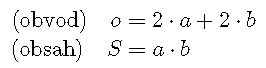 (obvod) o = 2 · a + 2 · b
(obsah) S = a · b